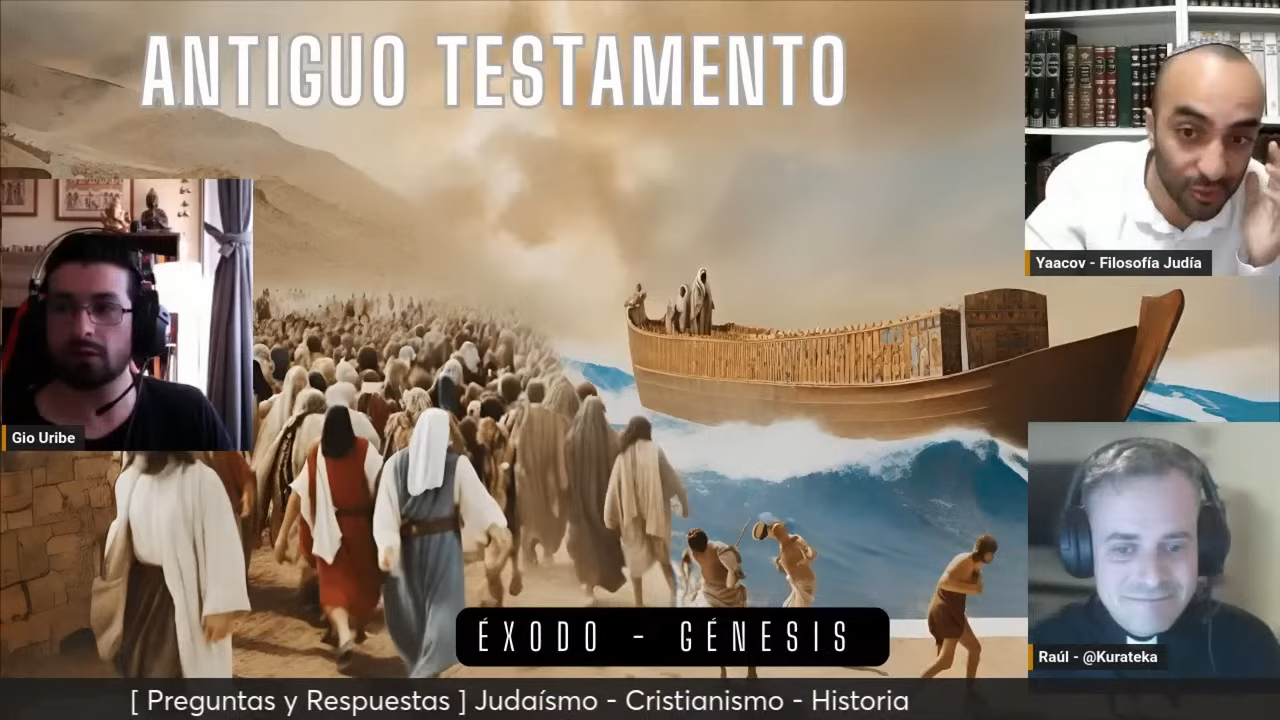 ANTIGUO TESTAMENTO
Yaacov - Filosofía Judía
Gio Uribe
ÉXODO - GÉNESIS
Raúl - @Kurateka
[ Preguntas y Respuestas ] Judaísmo - Cristianismo - Historia